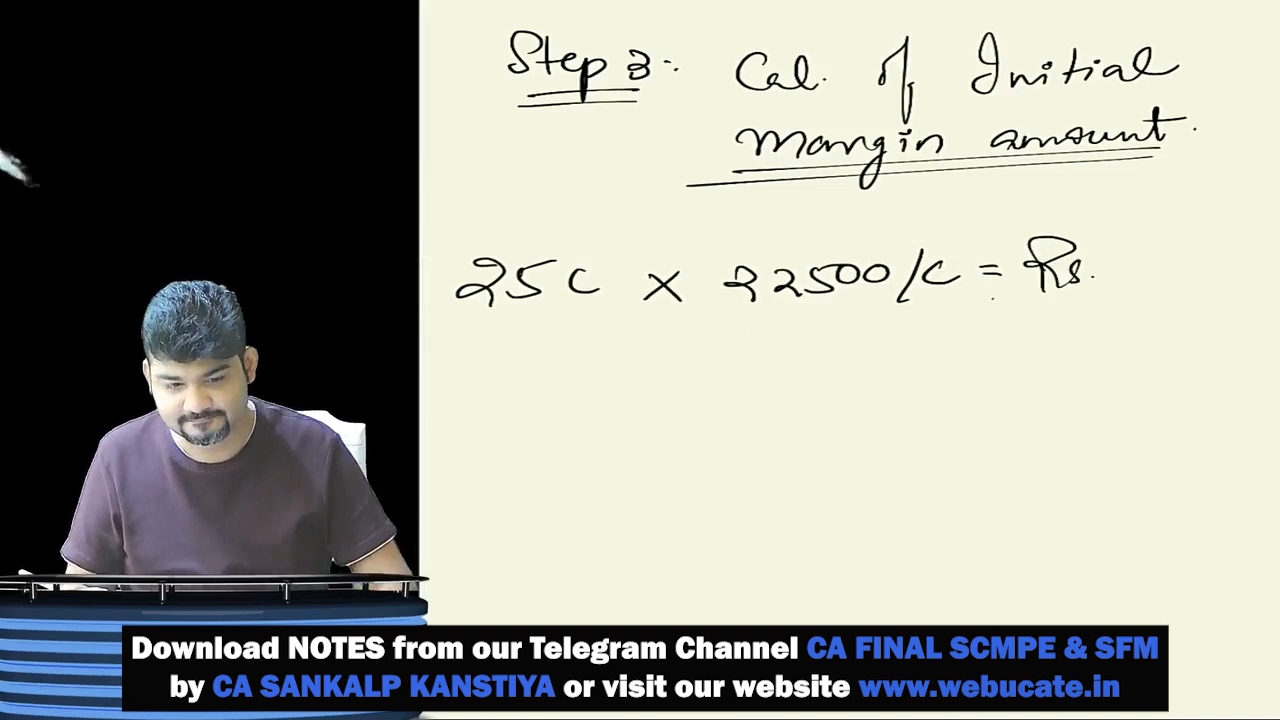 Step 3:- Cal. of Initial
margin amount.
25 C × 22500/C = Rs.
Download NOTES from our Telegram Channel CA FINAL SCMPE & SFM
by CA SANKALP KANSTIYA or visit our website www.webucate.in